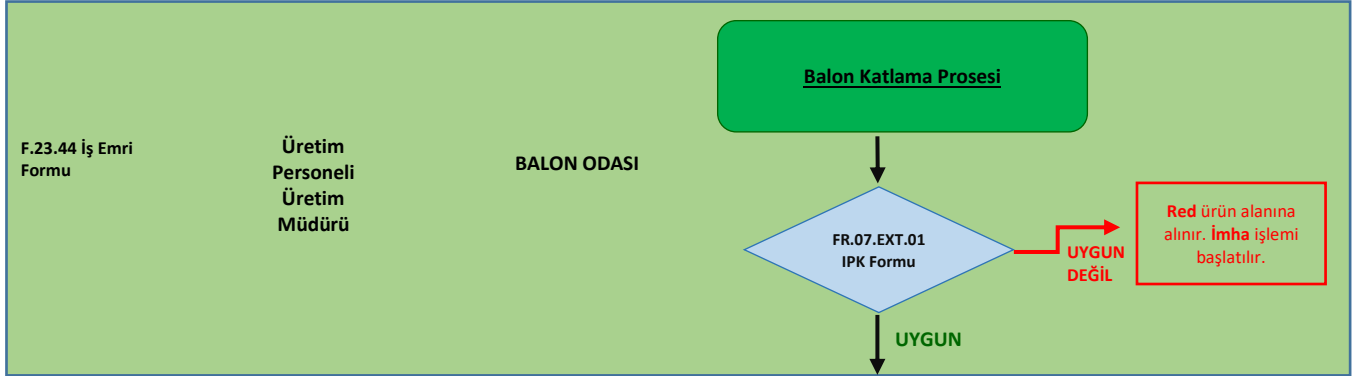 F.23.44 İş Emri
Formu
Üretim
Personeli
Üretim
Müdürü
BALON ODASI
Balon Katlama Prosesi
FR.07.EXT.01
IPK Formu
UYGUN
DEĞİL
Red ürün alanına
alınır. İmha işlemi
başlatılır.
UYGUN